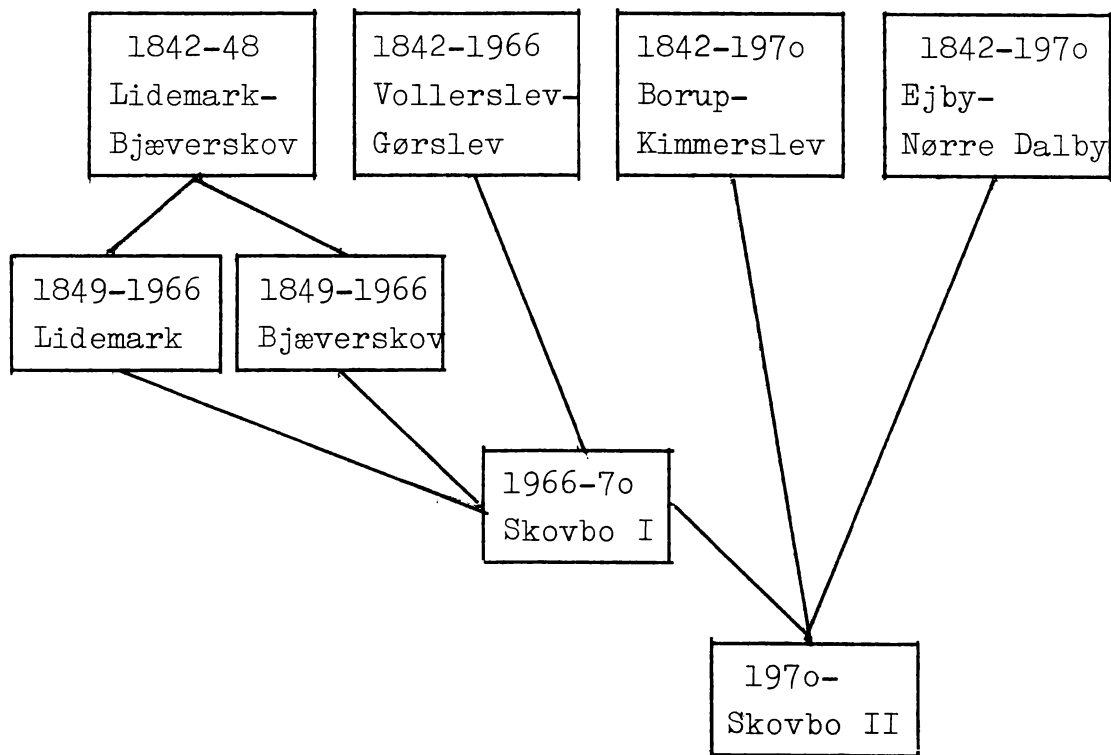 1842-48
Lidemark-
Bjæverskov
1842-1966
Vollerslev-
Gørslev
1842-197o
Borup-
Kimmerslev
1842-197o
Ejby-
Nørre Dalby
1849-1966
Lidemark
1849-1966
Bjæverskov
1966-7o
Skovbo I
197o-
Skovbo II